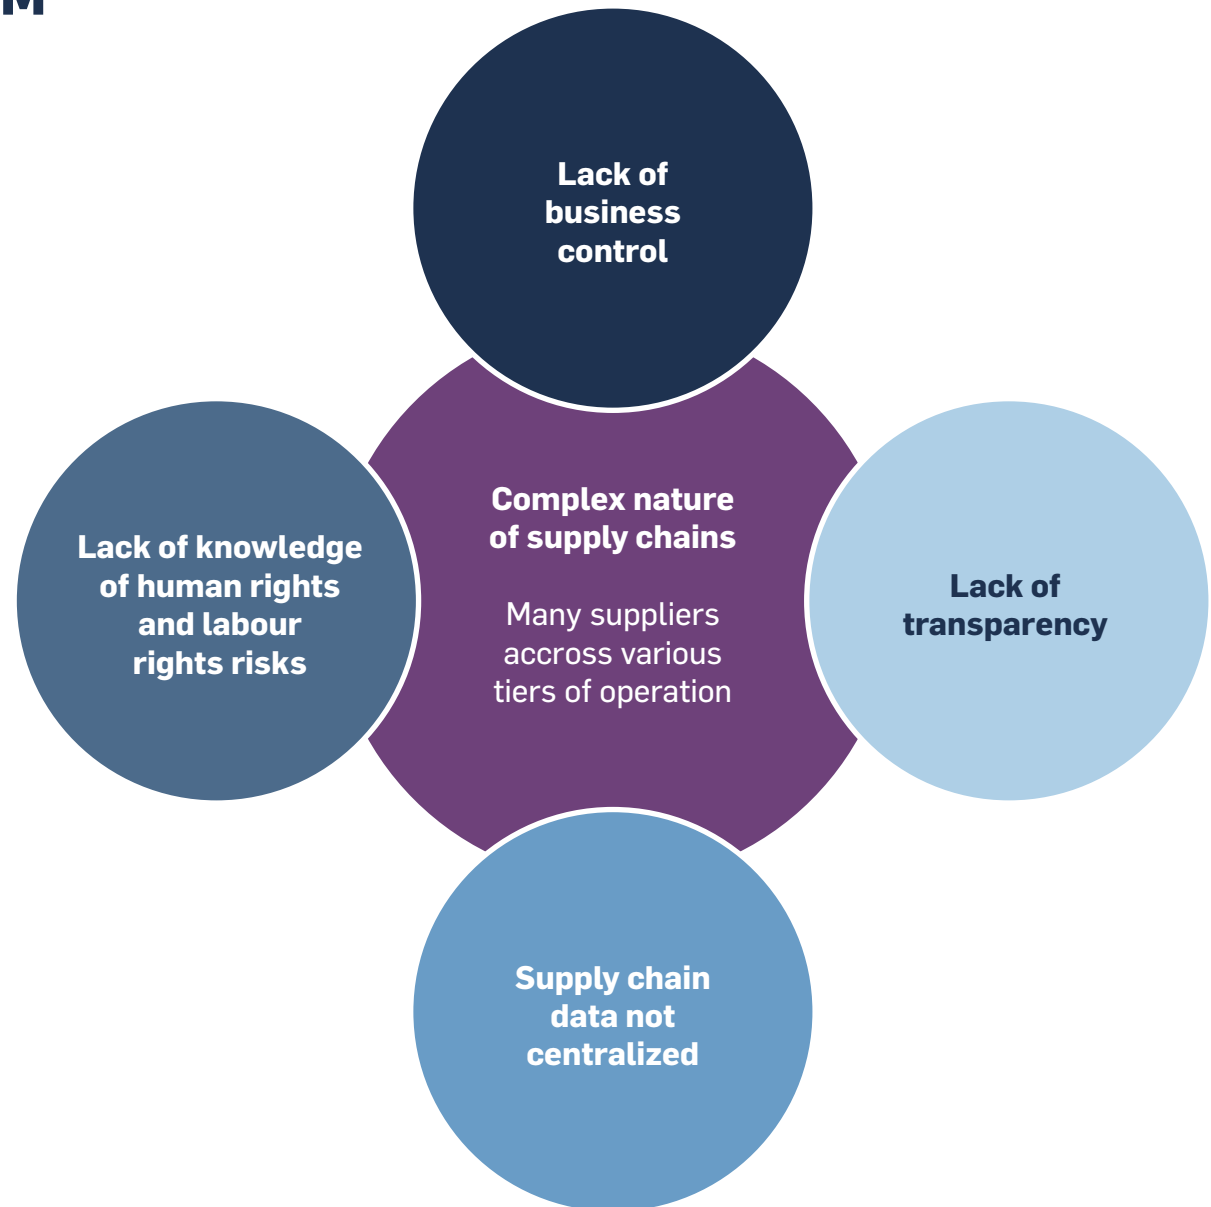 M
Lack of
business
control
Lack of knowledge
of human rights
and labour
rights risks
Complex nature
of supply chains
Many suppliers
accross various
tiers of operation
Lack of
transparency
Supply chain
data not
centralized